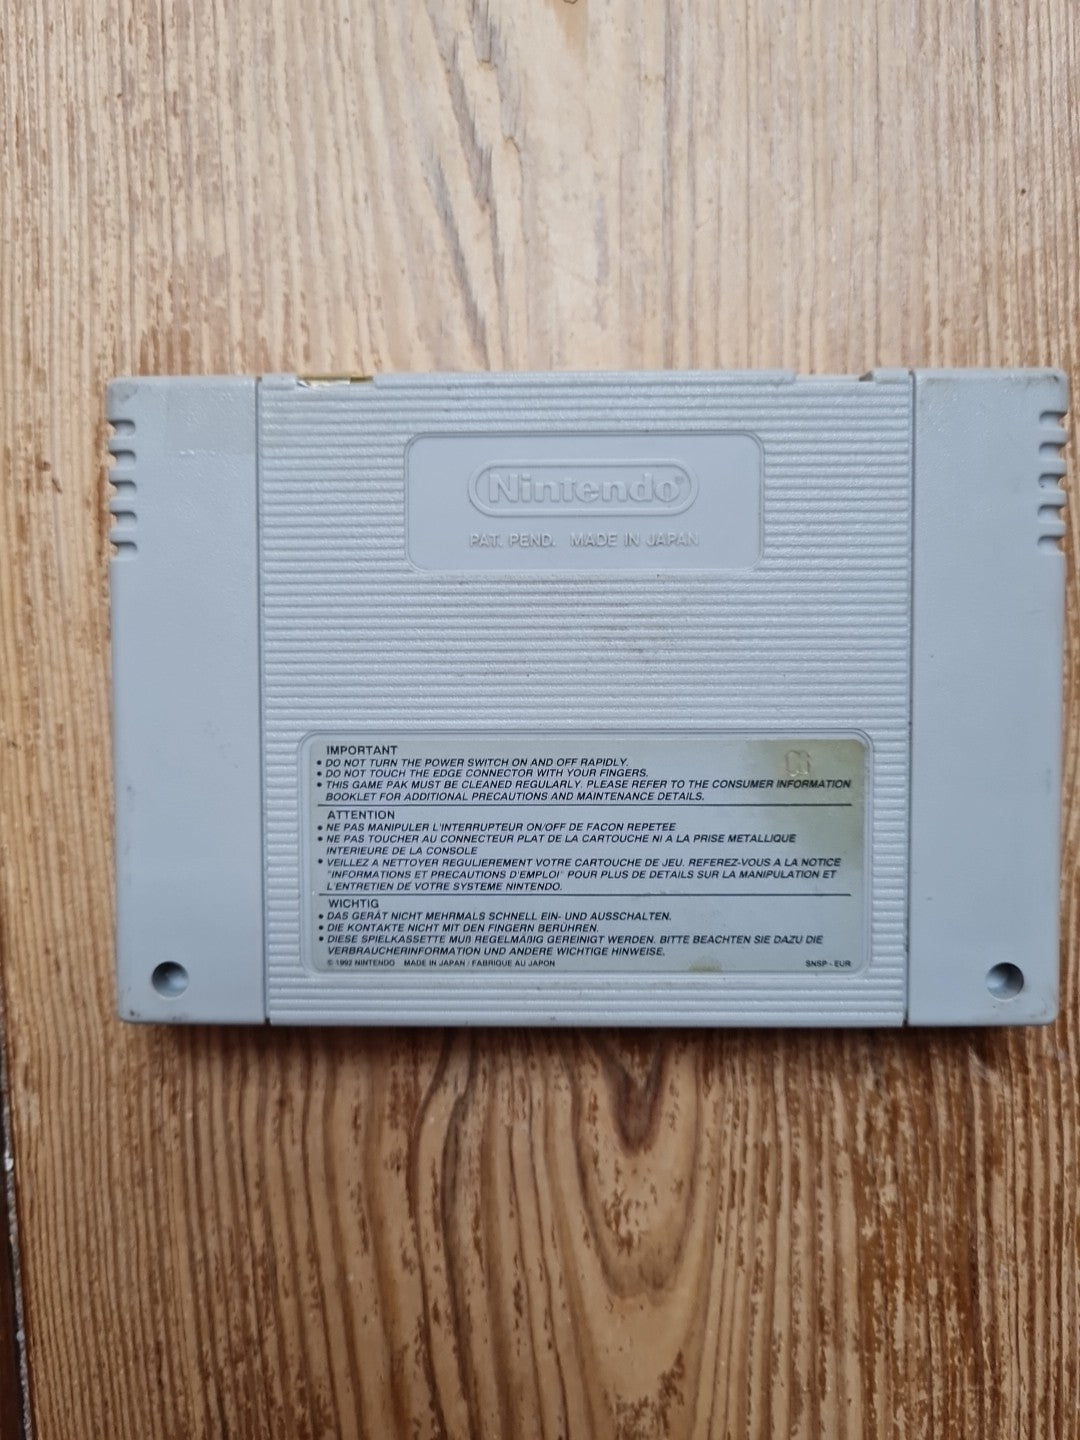 Nintendo®
PAT. PEND. MADE IN JAPAN
IMPORTANT
• DO NOT TURN THE POWER SWITCH ON AND OFF RAPIDLY.
• DO NOT TOUCH THE EDGE CONNECTOR WITH YOUR FINGERS.
• THIS GAME PAK MUST BE CLEANED REGULARLY. PLEASE REFER TO THE CONSUMER INFORMATION
BOOKLET FOR ADDITIONAL PRECAUTIONS AND MAINTENANCE DETAILS.
ATTENTION
• NE PAS MANIPULER L'INTERRUPTEUR ON/OFF DE FACON REPETEE
• NE PAS TOUCHER AU CONNECTEUR PLAT DE LA CARTOUCHE NI A LA PRISE METALLIQUE
INTERIEURE DE LA CONSOLE
• VEILLEZ A NETTOYER REGULIEREMENT VOTRE CARTOUCHE DE JEU. REFEREZ-VOUS A LA NOTICE
"INFORMATIONS ET PRECAUTIONS D'EMPLOI" POUR PLUS DE DETAILS SUR LA MANIPULATION ET
L'ENTRETIEN DE VOTRE SYSTEME NINTENDO.
WICHTIG
• DAS GERÄT NICHT MEHRMALS SCHNELL EIN- UND AUSSCHALTEN.
• DIE KONTAKTE NICHT MIT DEN FINGERN BERÜHREN.
• DIESE SPIELKASSETTE MUß REGELMÄßIG GEREINIGT WERDEN. BITTE BEACHTEN SIE DAZU DIE
VERBRAUCHERINFORMATION UND ANDERE WICHTIGE HINWEISE.
© 1992 NINTENDO MADE IN JAPAN / FABRIQUE AU JAPON SNSP - EUR